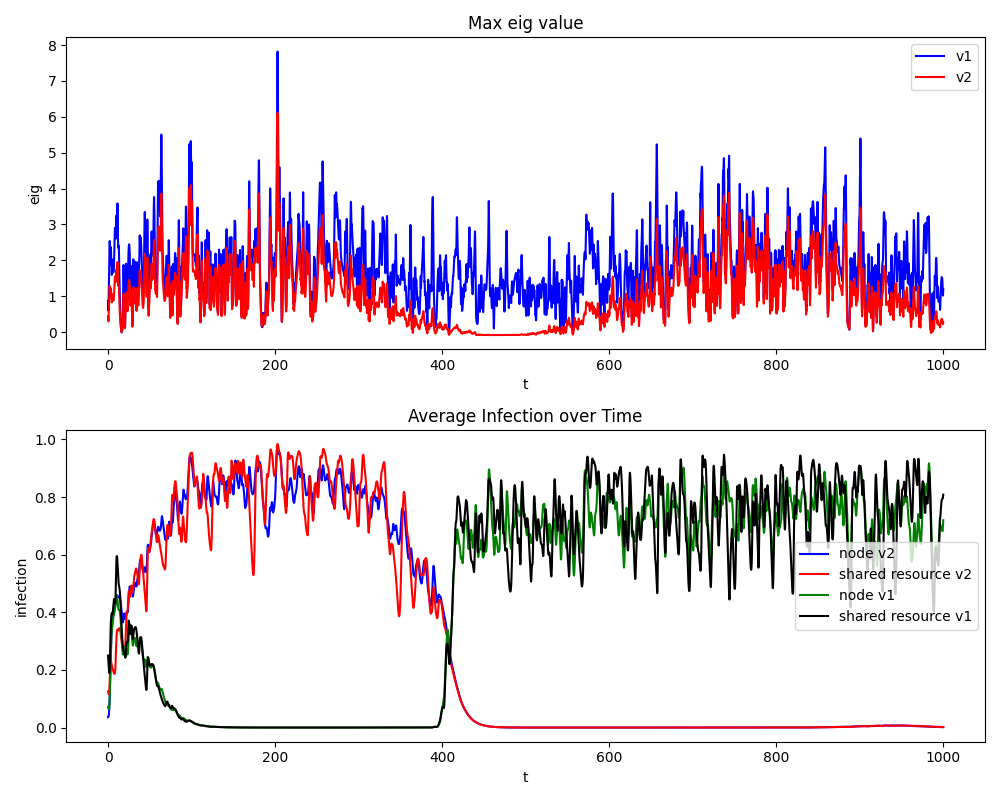 Max eig value
8
7
6
5
4
3
2
1
0
eig
v1
v2
0 200 400 600 800 1000
t
Average Infection over Time
1.0
0.8
0.6
0.4
0.2
0.0
infection
node v2
shared resource v2
node v1
shared resource v1
0 200 400 600 800 1000
t